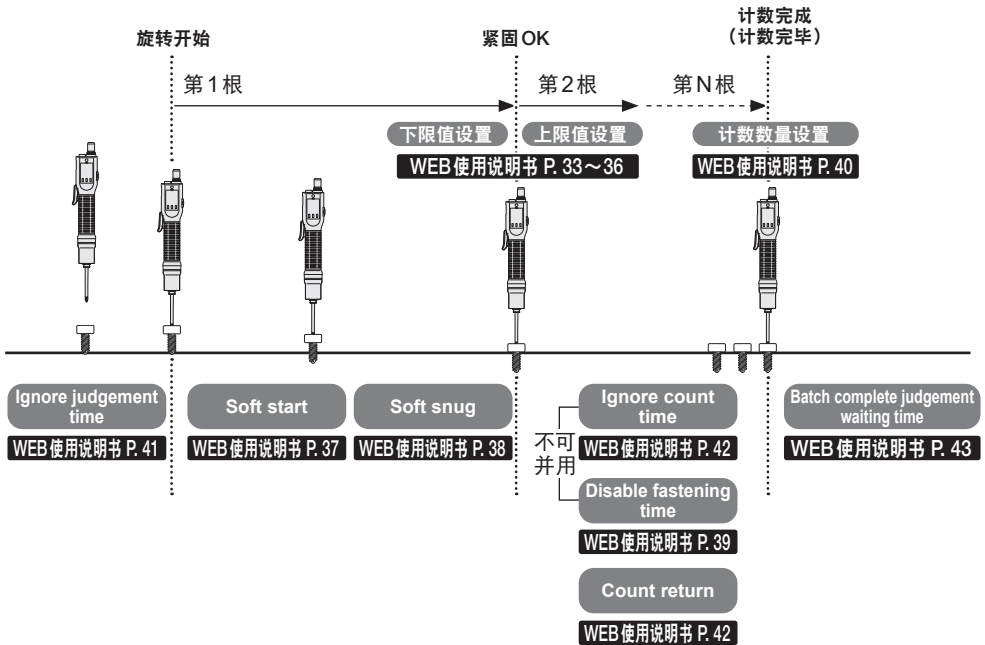 计数完成
（计数完毕）
旋转开始
紧固OK
第1根
第2根
第N根
下限值设置
上限值设置
计数数量设置
WEB使用说明书 P. 33～36
WEB使用说明书 P. 40
Ignore judgement
time
WEB使用说明书 P. 41
Soft start
WEB使用说明书 P. 37
Soft snug
WEB使用说明书 P. 38
不可
并用
Ignore count
time
WEB使用说明书 P. 42
Disable fastening
time
WEB使用说明书 P. 39
Count return
WEB使用说明书 P. 42
Batch complete judgement
waiting time
WEB使用说明书 P. 43